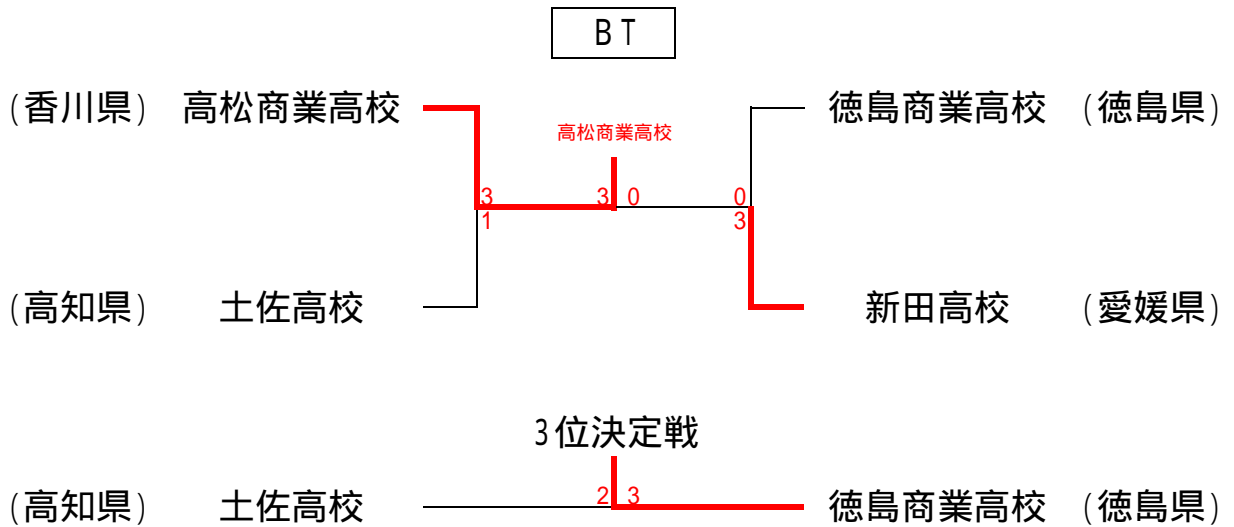 BT
(香川県) 高松商業高校 徳島商業高校 (徳島県)
高松商業高校
3 3 0 0
1 3
(高知県) 土佐高校 新田高校 (愛媛県)
3位決定戦
2 3
(高知県) 土佐高校 徳島商業高校 (徳島県)